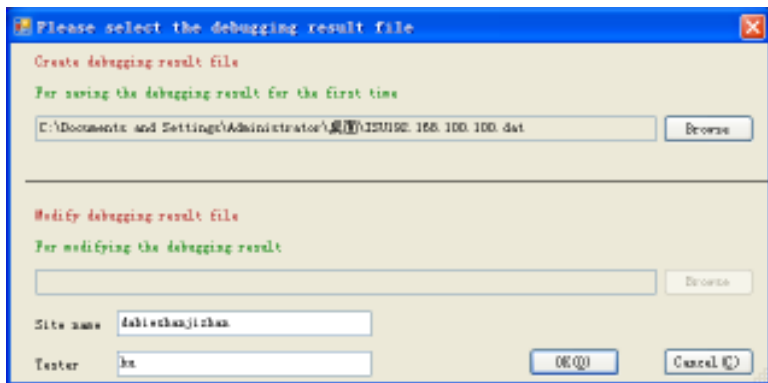 Please select the debugging result file
Create debugging result file
For saving the debugging result for the first time
C:\Documents and Settings\Administrator\桌面\ISU192.168.100.100.dat
Browse
Modify debugging result file
For modifying the debugging result
Browse
Site name
dabieshanjizhan
Tester
OK(O)
Cancel(C)